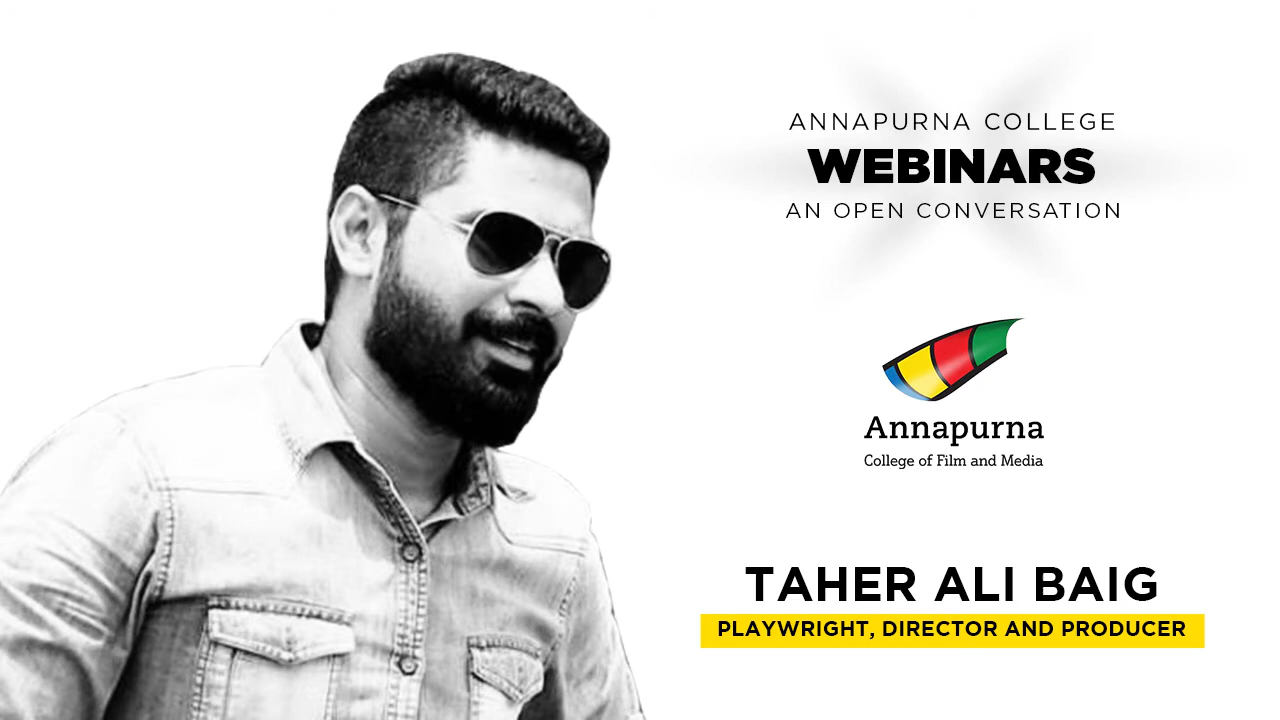 ANNAPURNA COLLEGE
WEBINARS
AN OPEN CONVERSATION
Annapurna
College of Film and Media
TAHER ALI BAIG
PLAYWRIGHT, DIRECTOR AND PRODUCER